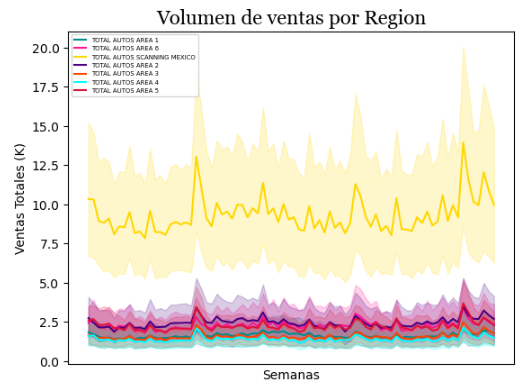 Volumen de ventas por Region
Ventas Totales (K)
20.0
17.5
15.0
12.5
10.0
7.5
5.0
2.5
0.0
TOTAL AUTOS AREA 1
TOTAL AUTOS AREA 6
TOTAL AUTOS SCANNING MEXICO
TOTAL AUTOS AREA 2
TOTAL AUTOS AREA 3
TOTAL AUTOS AREA 4
TOTAL AUTOS AREA 5
Semanas